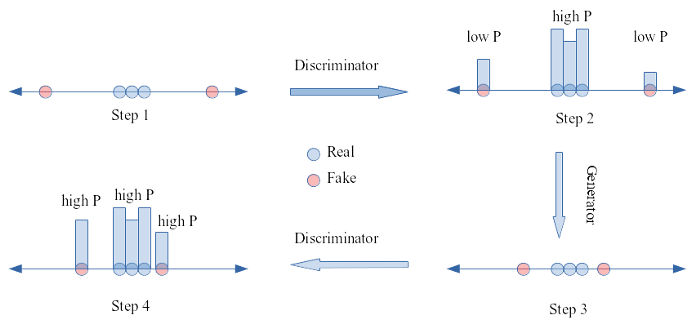 high P
low P
low P
Discriminator
Step 1
Step 2
Real
Fake
Generator
high P
high P
high P
Discriminator
Step 4
Step 3